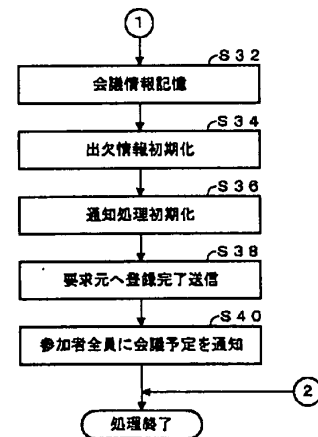 1
S32
会議情報記憶
S34
出欠情報初期化
S36
通知処理初期化
S38
要求元へ登録完了送信
S40
参加者全員に会議予定を通知
2
処理終了